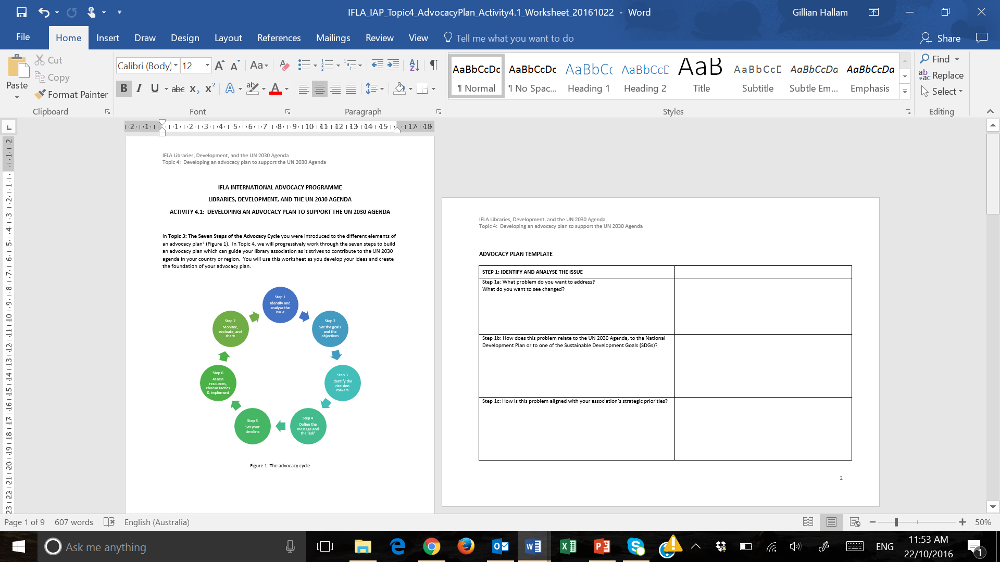 IFLA_IAP_Topic4_AdvocacyPlan_Activity4.1_Worksheet_20161022 - Word
Gillian Hallam
File
Home
Insert
Draw
Design
Layout
References
Mailings
Review
View
Tell me what you want to do
Share
Paste
Cut
Copy
Format Painter
Clipboard
Calibri (Body)
12
Font
Paragraph
AaBbCcDc
¶ Normal
AaBbCcDc
¶ No Spac...
AaBbCc
Heading 1
AaBbCcD
Heading 2
AaB
Title
AaBbCcD
Subtitle
AaBbCcDa
Subtle Em...
AaBbCcDa
Emphasis
Styles
Find
Replace
Select
Editing
2 1 1 2 3 4 5 6 7 8 9 10 11 12 13 14 15 17 18
IFLA Libraries, Development, and the UN 2030 Agenda
Topic 4: Developing an advocacy plan to support the UN 2030 Agenda
IFLA INTERNATIONAL ADVOCACY PROGRAMME
LIBRARIES, DEVELOPMENT, AND THE UN 2030 AGENDA
ACTIVITY 4.1: DEVELOPING AN ADVOCACY PLAN TO SUPPORT THE UN 2030 AGENDA
In Topic 3: The Seven Steps of the Advocacy Cycle you were introduced to the different elements of
an advocacy plan¹ (Figure 1). In Topic 4, we will progressively work through the seven steps to build
an advocacy plan which can guide your library association as it strives to contribute to the UN 2030
agenda in your country or region. You will use this worksheet as you develop your ideas and create
the foundation of your advocacy plan.
Step 1
Identify and
analyse the
issue
Step 2
Set the goals
and the
objectives
Step 3
Identify the
decision
makers
Step 4
Define the
message and
the 'ask'
Step 5
Set your
timeline
Step 6
Assess
resources,
choose tactics
& implement
Step 7
Monitor,
evaluate, and
share
Figure 1: The advocacy cycle
IFLA Libraries, Development, and the UN 2030 Agenda
Topic 4: Developing an advocacy plan to support the UN 2030 Agenda
ADVOCACY PLAN TEMPLATE
STEP 1: IDENTIFY AND ANALYSE THE ISSUE
Step 1a: What problem do you want to address?
What do you want to see changed?
Step 1b: How does this problem relate to the UN 2030 Agenda, to the National
Development Plan or to one of the Sustainable Development Goals (SDGs)?
Step 1c: How is this problem aligned with your association's strategic priorities?
2
Page 1 of 9
607 words
English (Australia)
50%
Ask me anything
ENG
11:53 AM
22/10/2016
1